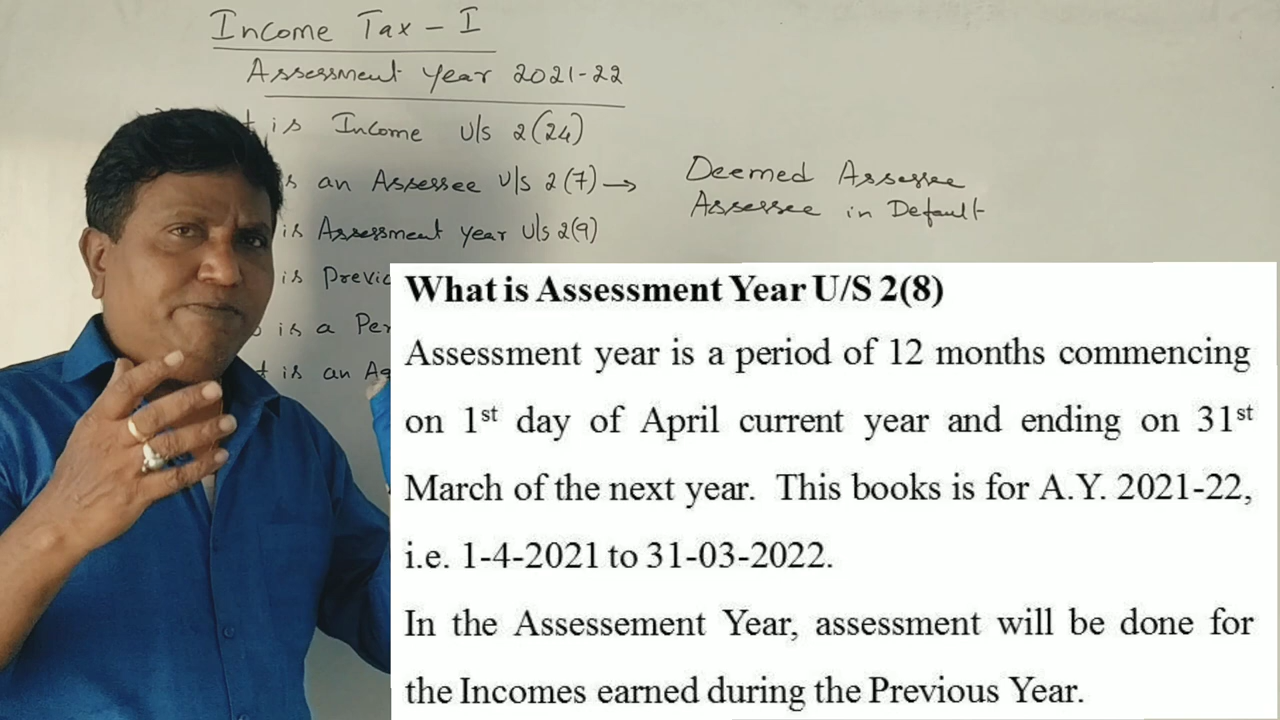 Income Tax - I
Assessment year 2021-22
is Income U/s 2(24)
an Assessee U/s 2(7) → Deemed Assessee
Assessee in Default
is Assessment year U/s 2(9)
is
is a
is an
What is Assessment Year U/S 2(8)
Assessment year is a period of 12 months commencing
on 1st day of April current year and ending on 31st
March of the next year. This books is for A.Y. 2021-22,
i.e. 1-4-2021 to 31-03-2022.
In the Assessement Year, assessment will be done for
the Incomes earned during the Previous Year.